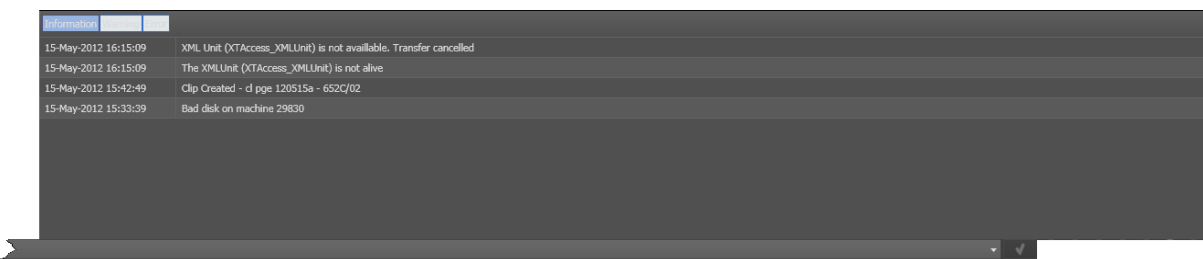 Information Warning Error
15-May-2012 16:15:09 XML Unit (XTAccess_XMLUnit) is not availlable. Transfer cancelled
15-May-2012 16:15:09 The XMLUnit (XTAccess_XMLUnit) is not alive
15-May-2012 15:42:49 Clip Created - cl pge 120515a - 652C/02
15-May-2012 15:33:39 Bad disk on machine 29830